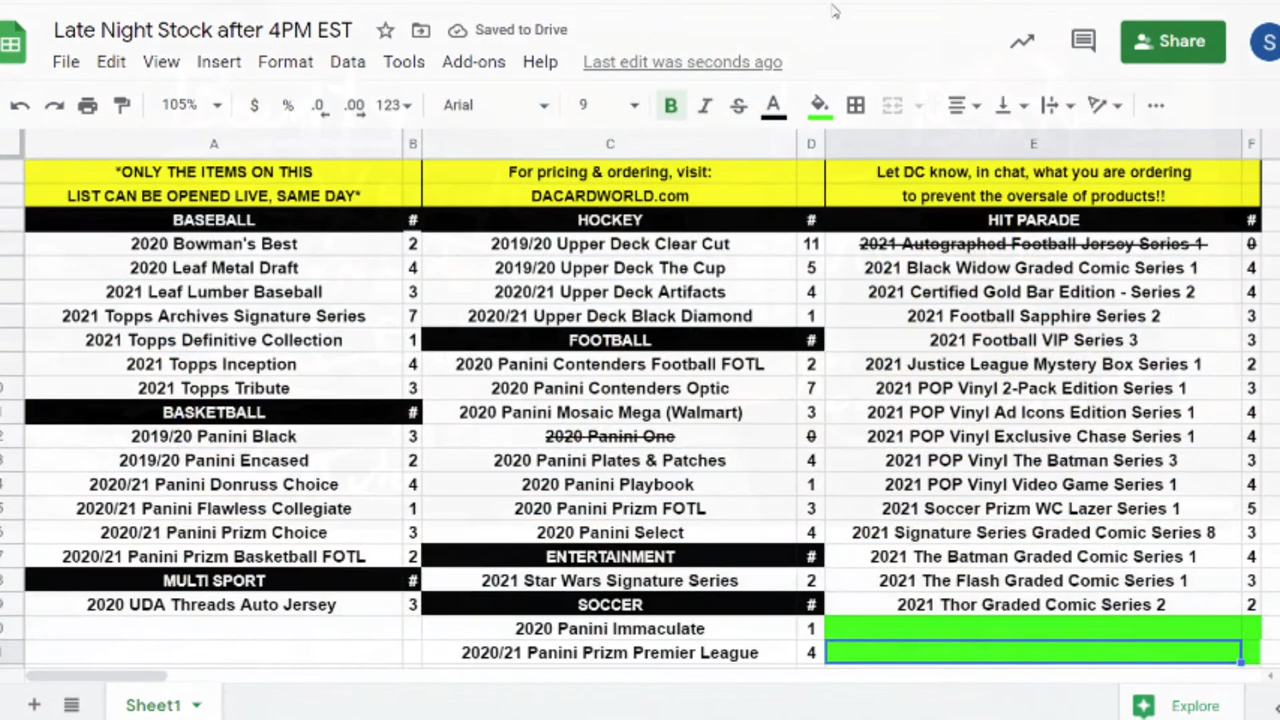 Late Night Stock after 4PM EST Saved to Drive
Share S
File Edit View Insert Format Data Tools Add-ons Help Last edit was seconds ago
105% $ % .0 .00 123 Arial 9 B I S A
A B C D E F
*ONLY THE ITEMS ON THIS For pricing & ordering, visit: Let DC know, in chat, what you are ordering
LIST CAN BE OPENED LIVE, SAME DAY* DACARDWORLD.com to prevent the oversale of products!!
BASEBALL # HOCKEY # HIT PARADE #
2020 Bowman's Best 2 2019/20 Upper Deck Clear Cut 11 2021 Autographed Football Jersey Series 1 0
2020 Leaf Metal Draft 4 2019/20 Upper Deck The Cup 5 2021 Black Widow Graded Comic Series 1 4
2021 Leaf Lumber Baseball 3 2020/21 Upper Deck Artifacts 4 2021 Certified Gold Bar Edition - Series 2 4
2021 Topps Archives Signature Series 7 2020/21 Upper Deck Black Diamond 1 2021 Football Sapphire Series 2 3
2021 Topps Definitive Collection 1 FOOTBALL # 2021 Football VIP Series 3 3
2021 Topps Inception 4 2020 Panini Contenders Football FOTL 2 2021 Justice League Mystery Box Series 1 2
2021 Topps Tribute 3 2020 Panini Contenders Optic 7 2021 POP Vinyl 2-Pack Edition Series 1 3
BASKETBALL # 2020 Panini Mosaic Mega (Walmart) 3 2021 POP Vinyl Ad Icons Edition Series 1 4
2019/20 Panini Black 3 2020 Panini One 0 2021 POP Vinyl Exclusive Chase Series 1 4
2019/20 Panini Encased 2 2020 Panini Plates & Patches 4 2021 POP Vinyl The Batman Series 3 4
2020/21 Panini Donruss Choice 4 2020 Panini Playbook 1 2021 POP Vinyl Video Game Series 1 4
2020/21 Panini Flawless Collegiate 1 2020 Panini Prizm FOTL 3 2021 Soccer Prizm WC Lazer Series 1 5
2020/21 Panini Prizm Choice 3 2020 Panini Select 4 2021 Signature Series Graded Comic Series 8 3
2020/21 Panini Prizm Basketball FOTL 2 ENTERTAINMENT # 2021 The Batman Graded Comic Series 1 4
MULTI SPORT # 2021 Star Wars Signature Series 2 2021 The Flash Graded Comic Series 1 3
2020 UDA Threads Auto Jersey 3 SOCCER # 2021 Thor Graded Comic Series 2 2
2020 Panini Immaculate 1
2020/21 Panini Prizm Premier League 4
Sheet1 Explore